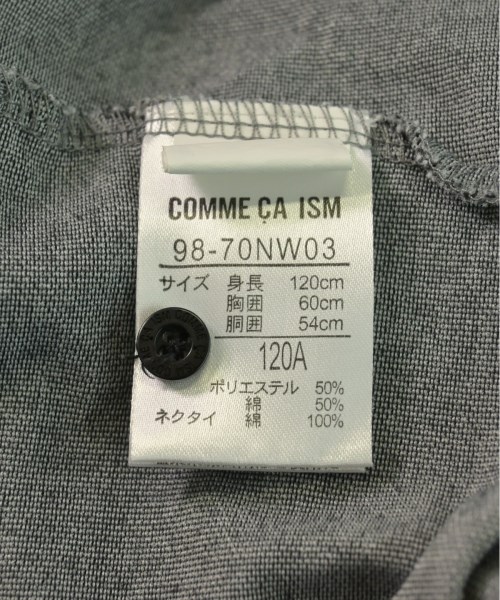 COMME ÇA ISM
98-70NW03
サイズ 身長 120cm
胸囲 60cm
胴囲 54cm
120A
ポリエステル 50%
綿 50%
ネクタイ 綿 100%